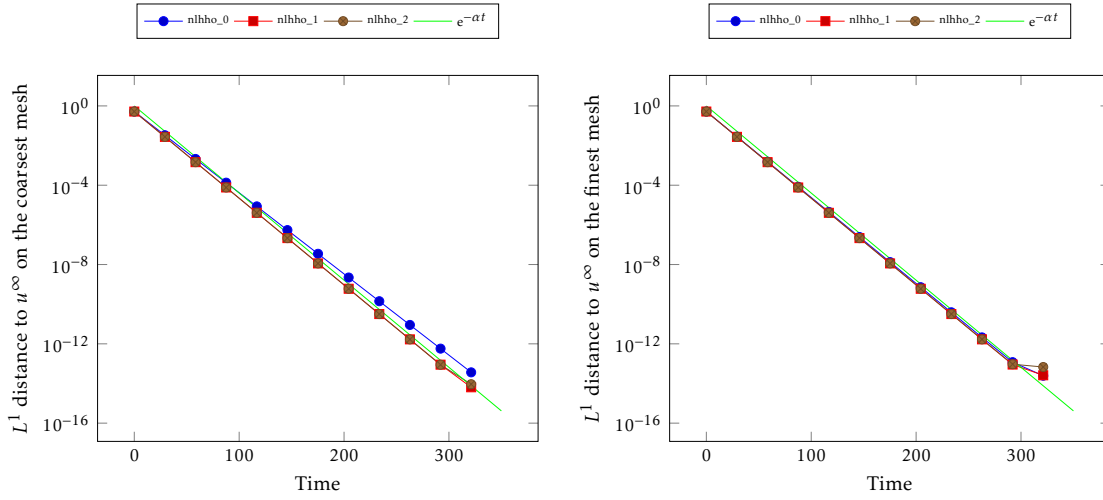 nlhho_0 nlhho_1 nlhho_2 e^{−αt}
L^1 distance to u^∞ on the coarsest mesh
10^0
10^{−4}
10^{−8}
10^{−12}
10^{−16}
0 100 200 300
Time
nlhho_0 nlhho_1 nlhho_2 e^{−αt}
L^1 distance to u^∞ on the finest mesh
10^0
10^{−4}
10^{−8}
10^{−12}
10^{−16}
0 100 200 300
Time